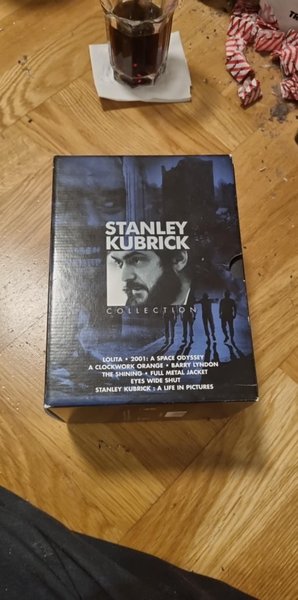 STANLEY
KUBRICK
COLLECTION
LOLITA • 2001: A SPACE ODYSSEY
A CLOCKWORK ORANGE • BARRY LYNDON
THE SHINING • FULL METAL JACKET
EYES WIDE SHUT
STANLEY KUBRICK : A LIFE IN PICTURES